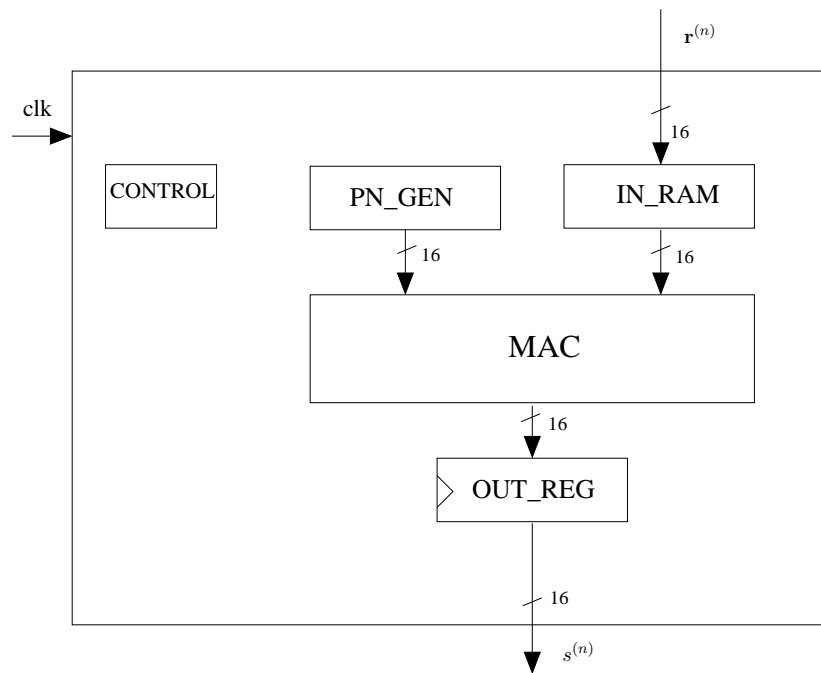 r^(n)
clk
16
CONTROL
PN_GEN
IN_RAM
16
16
MAC
16
OUT_REG
16
s^(n)